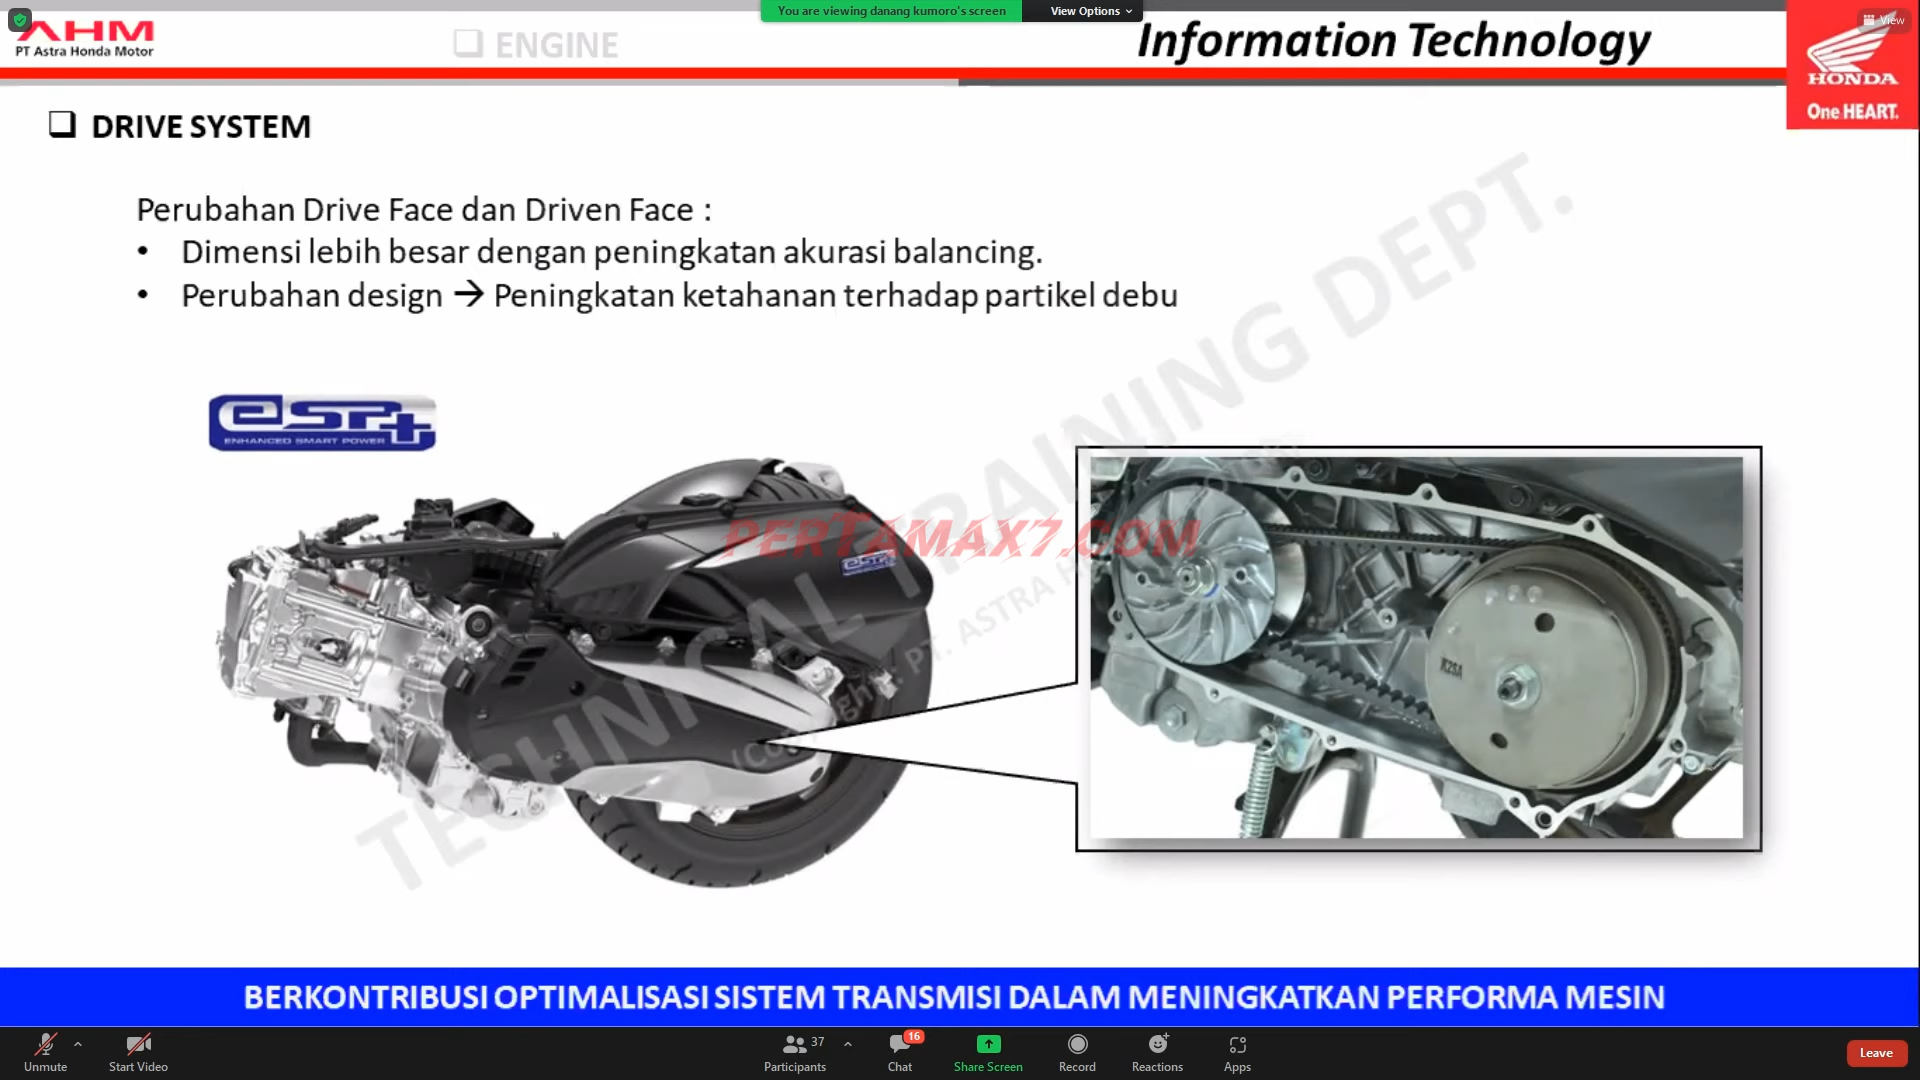 You are viewing danang kumoro's screen
View Options
View
AHM
PT Astra Honda Motor
ENGINE
Information Technology
HONDA
One HEART.
DRIVE SYSTEM
Perubahan Drive Face dan Driven Face :
• Dimensi lebih besar dengan peningkatan akurasi balancing.
• Perubahan design → Peningkatan ketahanan terhadap partikel debu
eSP+
ENHANCED SMART POWER
PERTAMAX7.COM
eSP+
TECHNICAL TRAINING DEPT.
K2SA
BERKONTRIBUSI OPTIMALISASI SISTEM TRANSMISI DALAM MENINGKATKAN PERFORMA MESIN
37
16
Unmute
Start Video
Participants
Chat
Share Screen
Record
Reactions
Apps
Leave